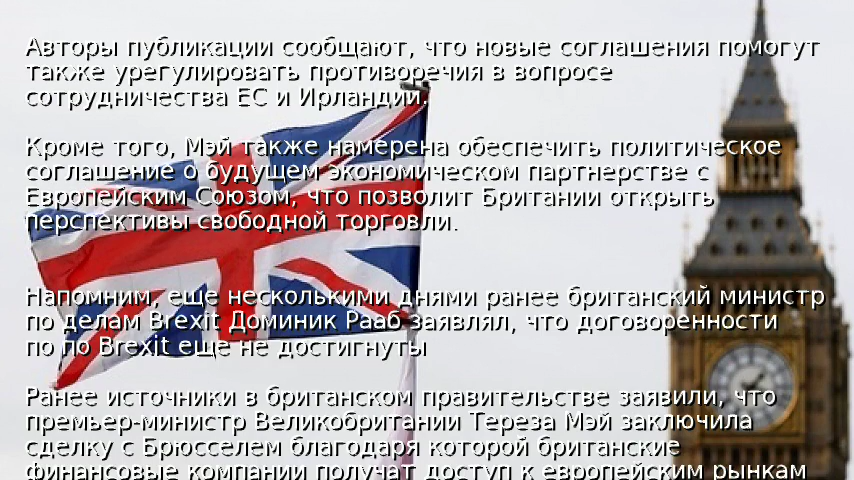 Авторы публикации сообщают, что новые соглашения помогут
также урегулировать противоречия в вопросе
сотрудничества ЕС и Ирландии.
Кроме того, Мэй также намерена обеспечить политическое
соглашение о будущем экономическом партнерстве с
Европейским Союзом, что позволит Британии открыть
перспективы свободной торговли.
Напомним, еще несколькими днями ранее британский министр
по делам Brexit Доминик Рааб заявлял, что договоренности
по по Brexit еще не достигнуты
Ранее источники в британском правительстве заявили, что
премьер-министр Великобритании Тереза Мэй заключила
сделку с Брюсселем благодаря которой британские
финансовые компании получат доступ к европейским рынкам